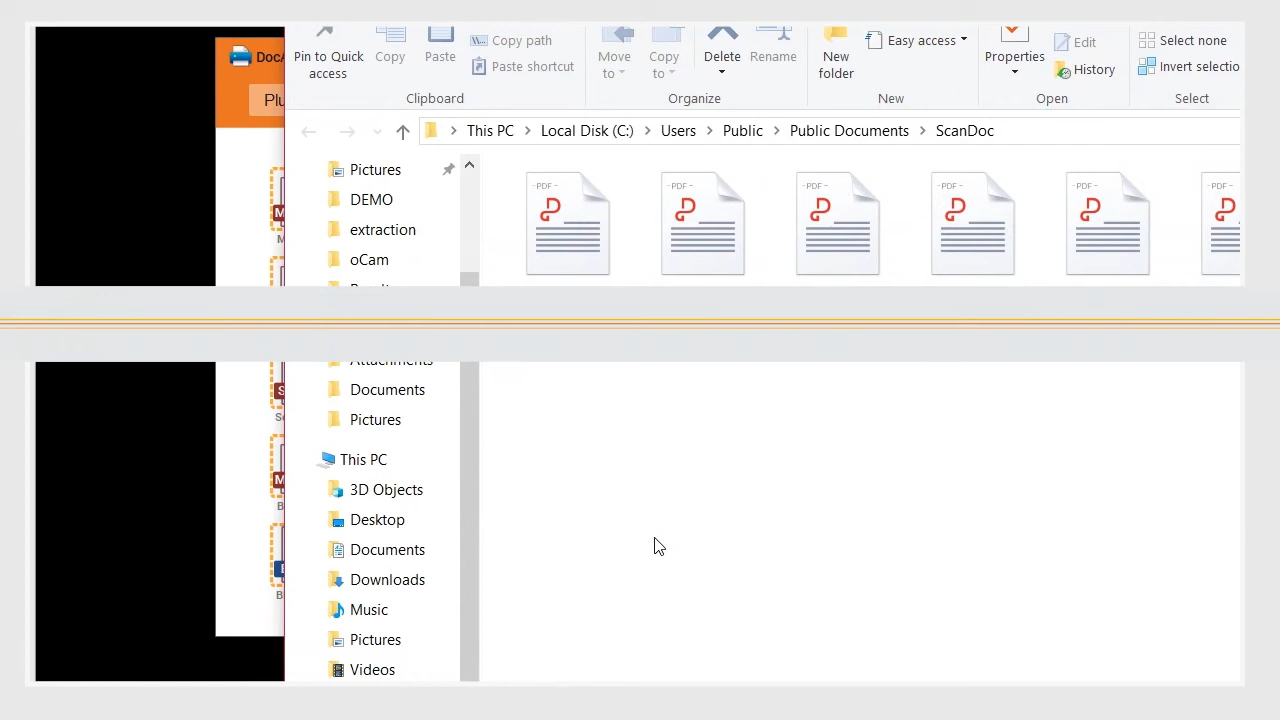 Pin to Quick access
Copy
Paste
Copy path
Paste shortcut
Clipboard
Move to
Copy to
Delete
Rename
Organize
New folder
Easy access
New
Properties
Edit
History
Open
Select none
Invert selectio
Select
This PC
Local Disk (C:)
Users
Public
Public Documents
ScanDoc
Pictures
DEMO
extraction
oCam
PDF
PDF
PDF
PDF
PDF
PDF
Attachments
Documents
Pictures
This PC
3D Objects
Desktop
Documents
Downloads
Music
Pictures
Videos